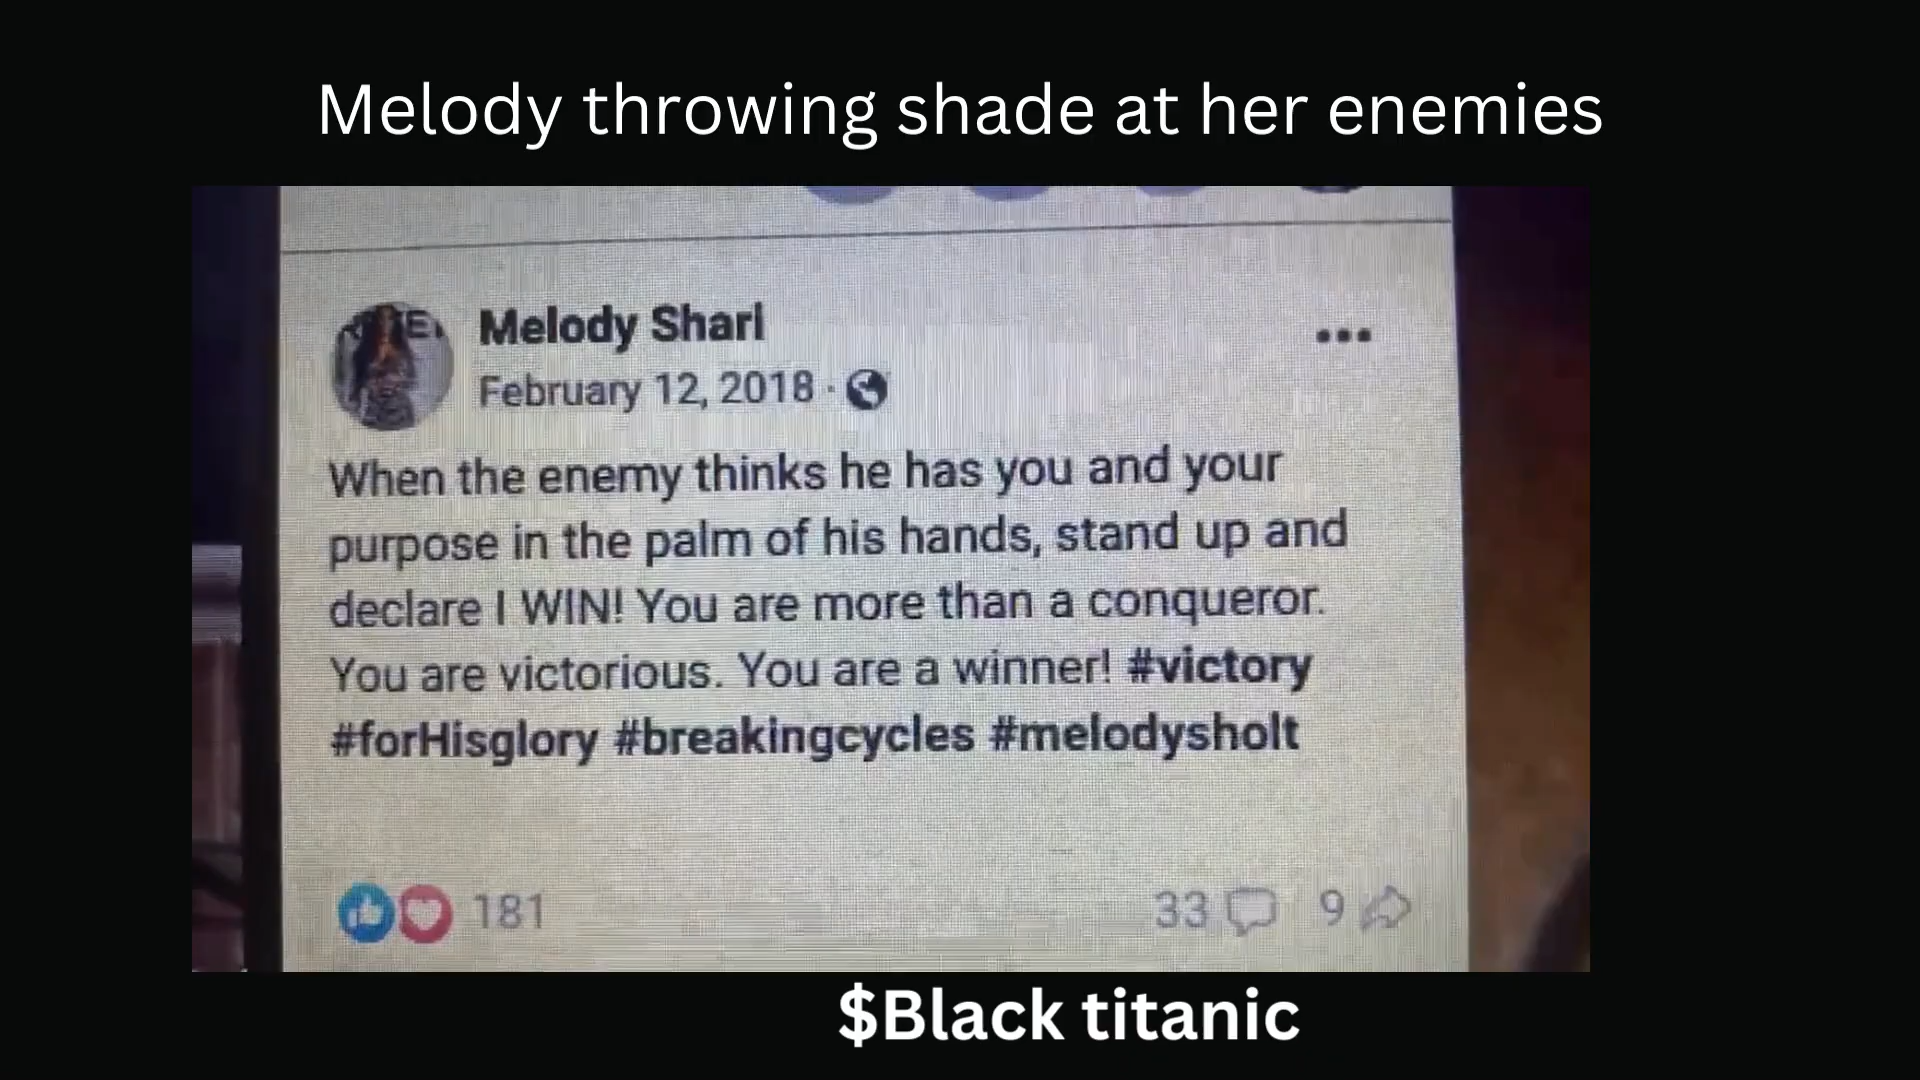 Melody throwing shade at her enemies
Melody Shari
February 12, 2018 ·
When the enemy thinks he has you and your
purpose in the palm of his hands, stand up and
declare I WIN! You are more than a conqueror.
You are victorious. You are a winner! #victory
#forHisglory #breakingcycles #melodysholt
181
33 9
$Black titanic